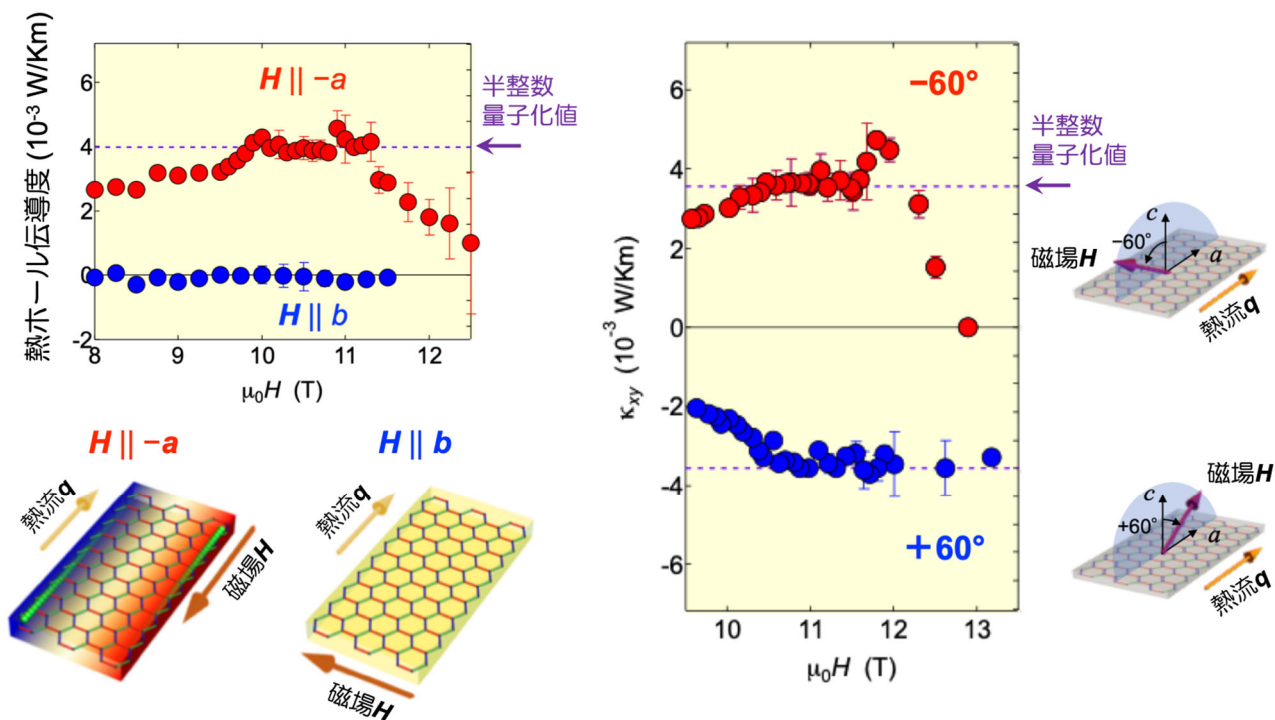 熱ホール伝導度 (10⁻³ W/Km)
6
4
2
0
-2
H || −a
H || b
半整数
量子化値
8
9
10
11
12
μ₀H (T)
H || −a
熱流q
磁場H
H || b
熱流q
磁場H
κxy (10⁻³ W/Km)
6
4
2
0
-2
-4
-6
−60°
+60°
半整数
量子化値
10
11
12
13
μ₀H (T)
c
−60°
a
磁場H
熱流q
磁場H
c
+60°
a
熱流q